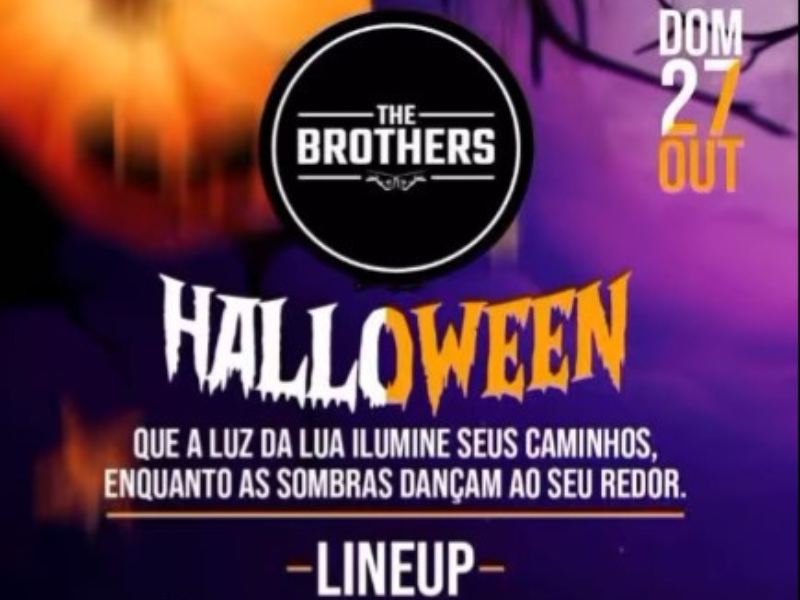 THE
BROTHERS
DOM
27
OUT
HALLOWEEN
QUE A LUZ DA LUA ILUMINE SEUS CAMINHOS,
ENQUANTO AS SOMBRAS DANÇAM AO SEU REDOR.
-LINEUP-